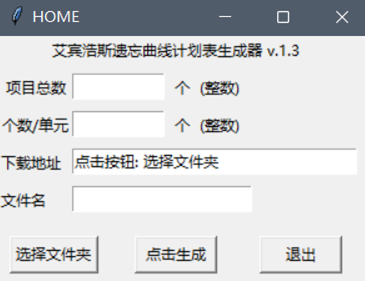 HOME
艾宾浩斯遗忘曲线计划表生成器 v.1.3
项目总数 个 (整数)
个数/单元 个 (整数)
下载地址 点击按钮: 选择文件夹
文件名
选择文件夹 点击生成 退出